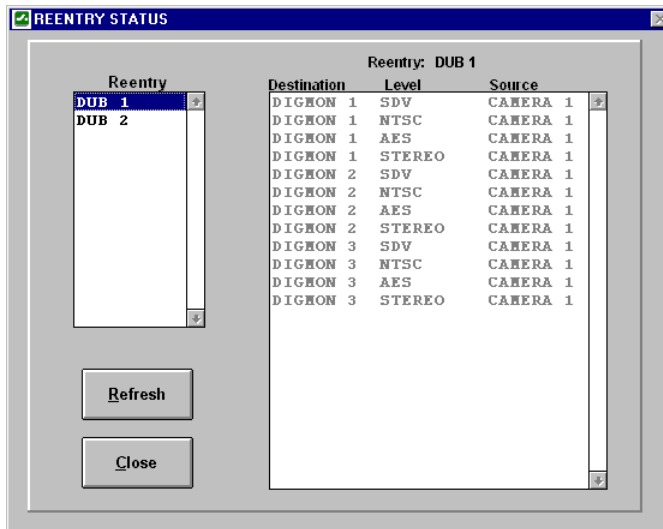 REENTRY STATUS
Reentry
DUB 1
DUB 2
Refresh
Close
Reentry: DUB 1
Destination Level Source
DIGMON 1 SDV CAMERA 1
DIGMON 1 NTSC CAMERA 1
DIGMON 1 AES CAMERA 1
DIGMON 1 STEREO CAMERA 1
DIGMON 2 SDV CAMERA 1
DIGMON 2 NTSC CAMERA 1
DIGMON 2 AES CAMERA 1
DIGMON 2 STEREO CAMERA 1
DIGMON 3 SDV CAMERA 1
DIGMON 3 NTSC CAMERA 1
DIGMON 3 AES CAMERA 1
DIGMON 3 STEREO CAMERA 1